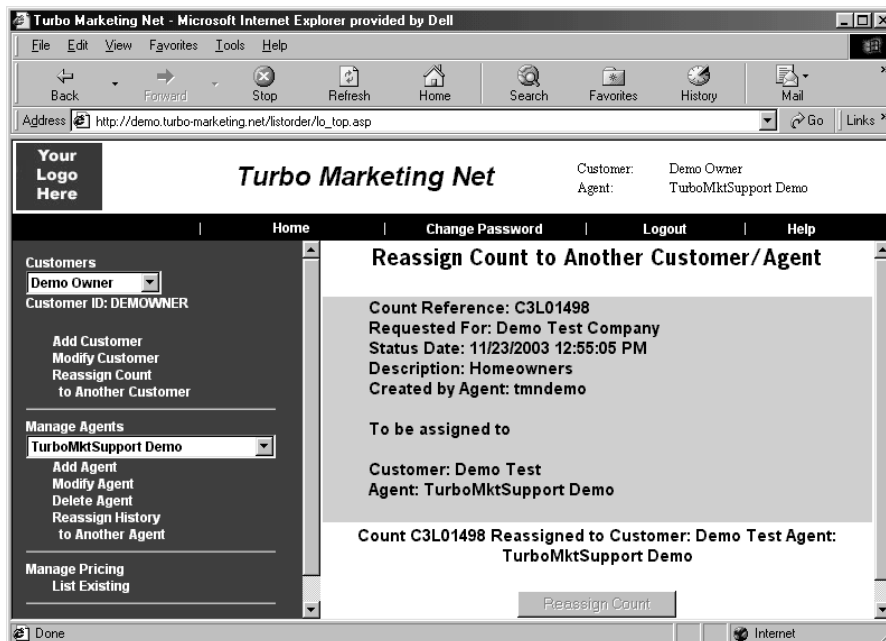 Turbo Marketing Net - Microsoft Internet Explorer provided by Dell
File Edit View Favorites Tools Help
Back Forward Stop Refresh Home Search Favorites History Mail
Address http://demo.turbo-marketing.net/listorder/lo_top.asp Go Links
Your
Logo
Here
Turbo Marketing Net
Customer: Demo Owner
Agent: TurboMktSupport Demo
| Home | Change Password | Logout | Help
Customers
Demo Owner
Customer ID: DEMOWNER
Add Customer
Modify Customer
Reassign Count
to Another Customer
Manage Agents
TurboMktSupport Demo
Add Agent
Modify Agent
Delete Agent
Reassign History
to Another Agent
Manage Pricing
List Existing
Reassign Count to Another Customer/Agent
Count Reference: C3L01498
Requested For: Demo Test Company
Status Date: 11/23/2003 12:55:05 PM
Description: Homeowners
Created by Agent: tmndemo
To be assigned to
Customer: Demo Test
Agent: TurboMktSupport Demo
Count C3L01498 Reassigned to Customer: Demo Test Agent:
TurboMktSupport Demo
Reassign Count
Done
Internet